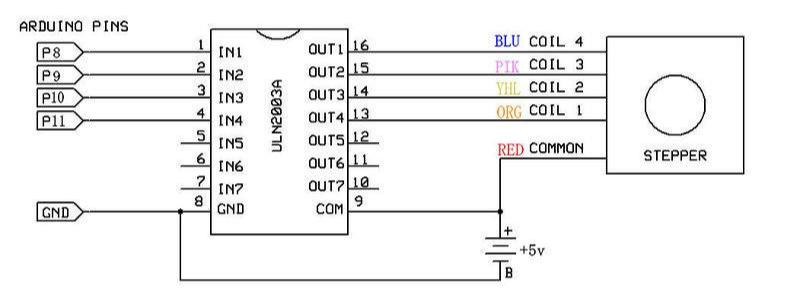 ARDUINO PINS
P8 1 IN1 OUT1 16 BLU COIL 4
P9 2 IN2 OUT2 15 PIK COIL 3
P10 3 IN3 OUT3 14 YHL COIL 2
P11 4 IN4 OUT4 13 ORG COIL 1
5 IN5 OUT5 12
6 IN6 OUT6 11
7 IN7 OUT7 10
GND 8 GND COM 9
ULN2003A
RED COMMON
STEPPER
+
+5v
B